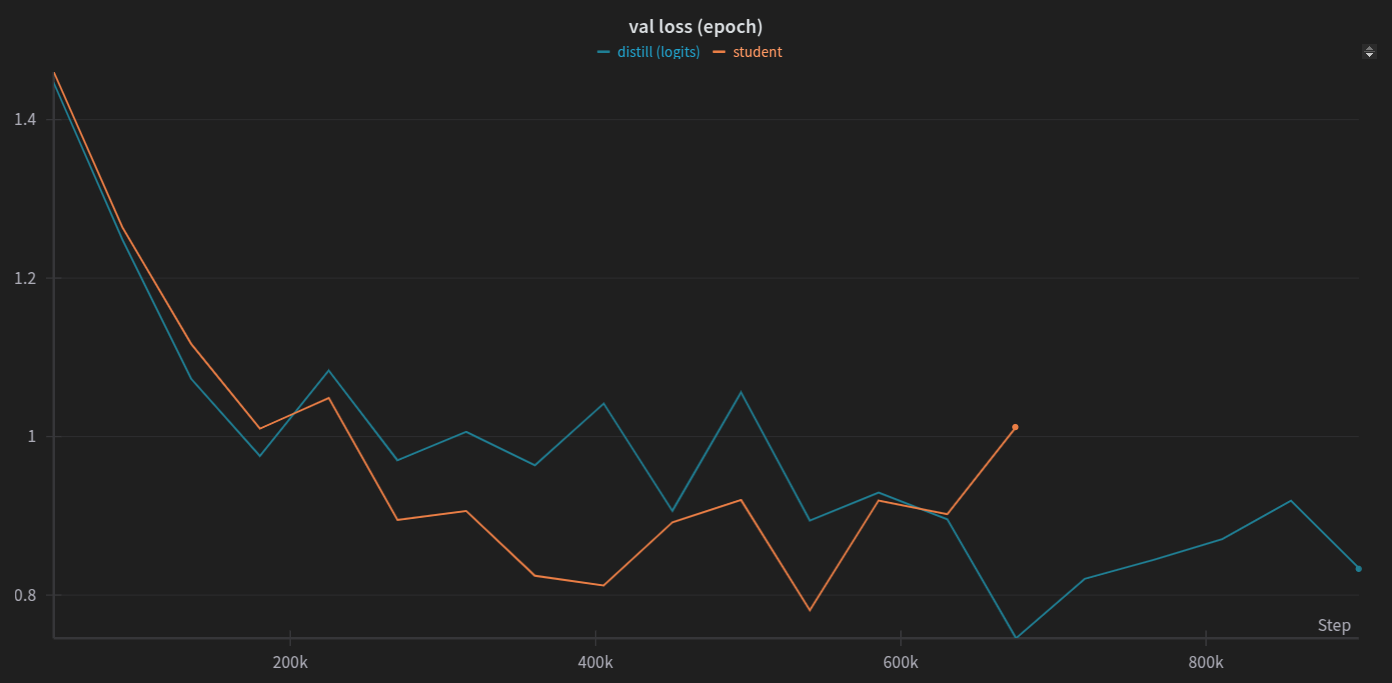 val loss (epoch)
distill (logits) student
1.4
1.2
1
0.8
Step
200k 400k 600k 800k